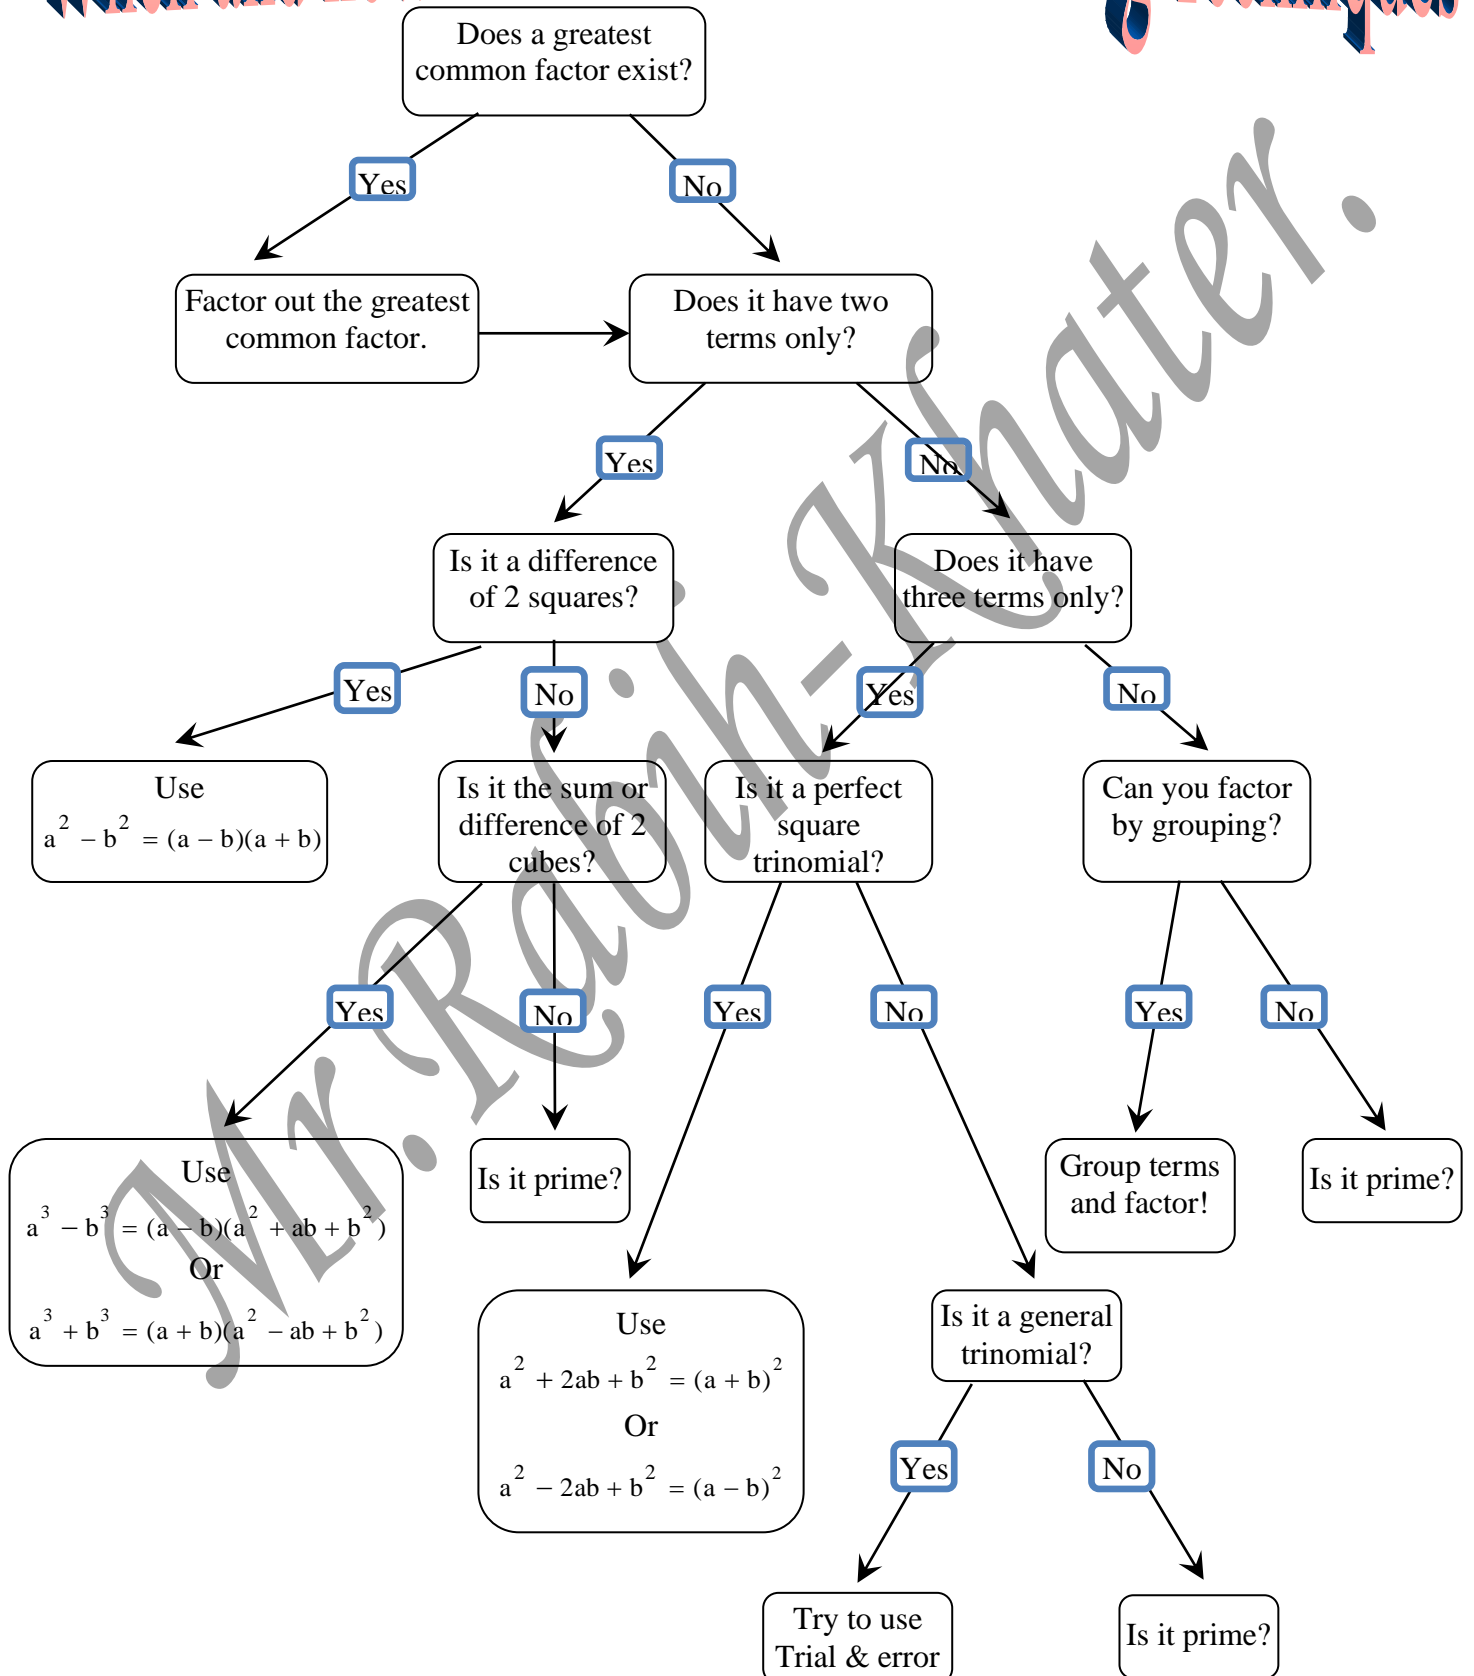 Does a greatest
common factor exist?
Yes
No
Factor out the greatest
common factor.
Does it have two
terms only?
Yes
No
Is it a difference
of 2 squares?
Does it have
three terms only?
Yes
No
Yes
No
Use
a² − b² = (a − b)(a + b)
Is it the sum or
difference of 2
cubes?
Is it a perfect
square
trinomial?
Can you factor
by grouping?
Yes
No
Yes
No
Yes
No
Use
a³ − b³ = (a − b)(a² + ab + b²)
Or
a³ + b³ = (a + b)(a² − ab + b²)
Is it prime?
Group terms
and factor!
Is it prime?
Use
a² + 2ab + b² = (a + b)²
Or
a² − 2ab + b² = (a − b)²
Is it a general
trinomial?
Yes
No
Try to use
Trial & error
Is it prime?
Mr.Rabih-Khater.